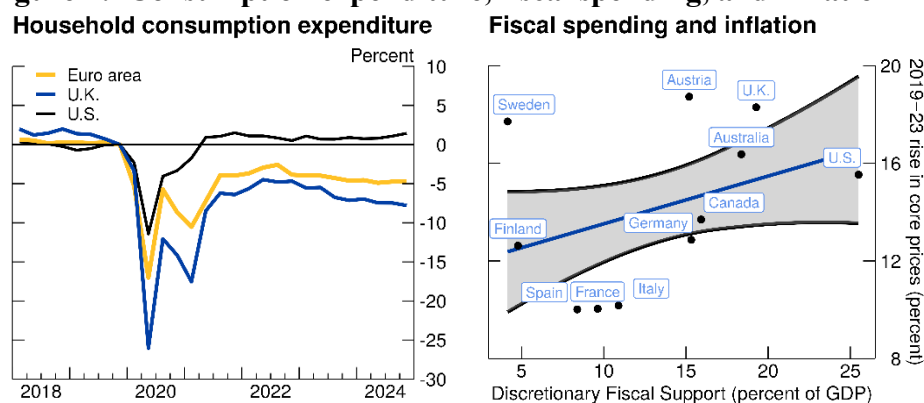 Household consumption expenditure
Percent
Euro area
U.K.
U.S.
10
5
0
-5
-10
-15
-20
-25
-30
2018
2020
2022
2024
Fiscal spending and inflation
20
16
12
8
2019-23 rise in core prices (percent)
Sweden
Austria
U.K.
Australia
U.S.
Canada
Germany
Finland
Spain
France
Italy
5
10
15
20
25
Discretionary Fiscal Support (percent of GDP)